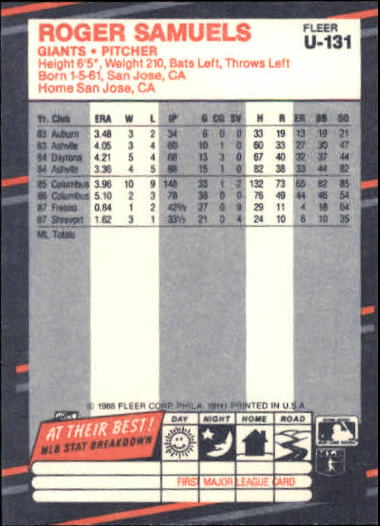 ROGER SAMUELS
FLEER
U-131
GIANTS • PITCHER
Height 6'5", Weight 210, Bats Left, Throws Left
Born 1-5-61, San Jose, CA
Home San Jose, CA
Yr. Club ERA W L IP G CG SV H R ER BB SO
83 Auburn 3.48 3 2 34 6 0 0 33 19 13 19 21
83 Ashvlle 4.05 3 4 60 10 1 0 60 33 27 30 47
84 Daytona 4.21 5 4 68 13 3 0 67 40 32 37 44
84 Ashvlle 3.36 4 5 88 15 1 0 82 38 33 44 82
85 Columbus 3.96 10 9 148 33 1 2 132 73 65 82 85
86 Columbus 5.10 2 3 78 38 0 0 76 49 44 46 54
87 Fresno 0.84 1 2 42⅔ 27 0 9 29 11 4 18 64
87 Shrevprt 1.62 3 1 33⅓ 21 0 4 24 10 6 10 35
ML Totals
© 1988 FLEER CORP. PHILA. 19141 PRINTED IN U.S.A.
AT THEIR BEST!
MLB STAT BREAKDOWN
DAY NIGHT HOME ROAD
FIRST MAJOR LEAGUE CARD